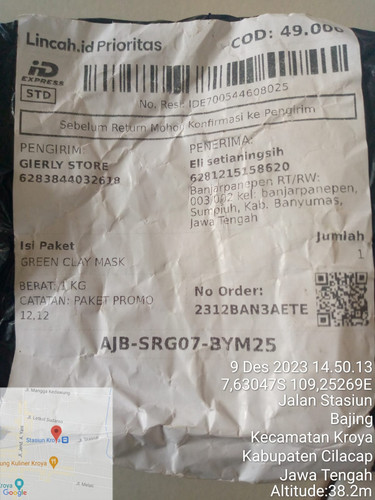 Lincah.id Prioritas
COD: 49.000
iD
EXPRESS
STD
No. Resi: IDE700544608025
Sebelum Return Mohon Konfirmasi ke Pengirim
PENGIRIM:
GIERLY STORE
6283844032618
PENERIMA:
Eli setianingsih
6281215158620
Banjarpanepen RT/RW:
003/002 kel: banjarpanepen,
Sumpiuh, Kab. Banyumas,
Jawa Tengah
Isi Paket
Jumlah
GREEN CLAY MASK
1
BERAT: 1 KG
CATATAN: PAKET PROMO
12,12
No Order:
2312BAN3AETE
AJB-SRG07-BYM25
9 Des 2023 14.50.13
7,63047S 109,25269E
Jalan Stasiun
Bajing
Kecamatan Kroya
Kabupaten Cilacap
Jawa Tengah
Altitude:38.2m
Stasiun Kroya
Kuliner Kroya
Google